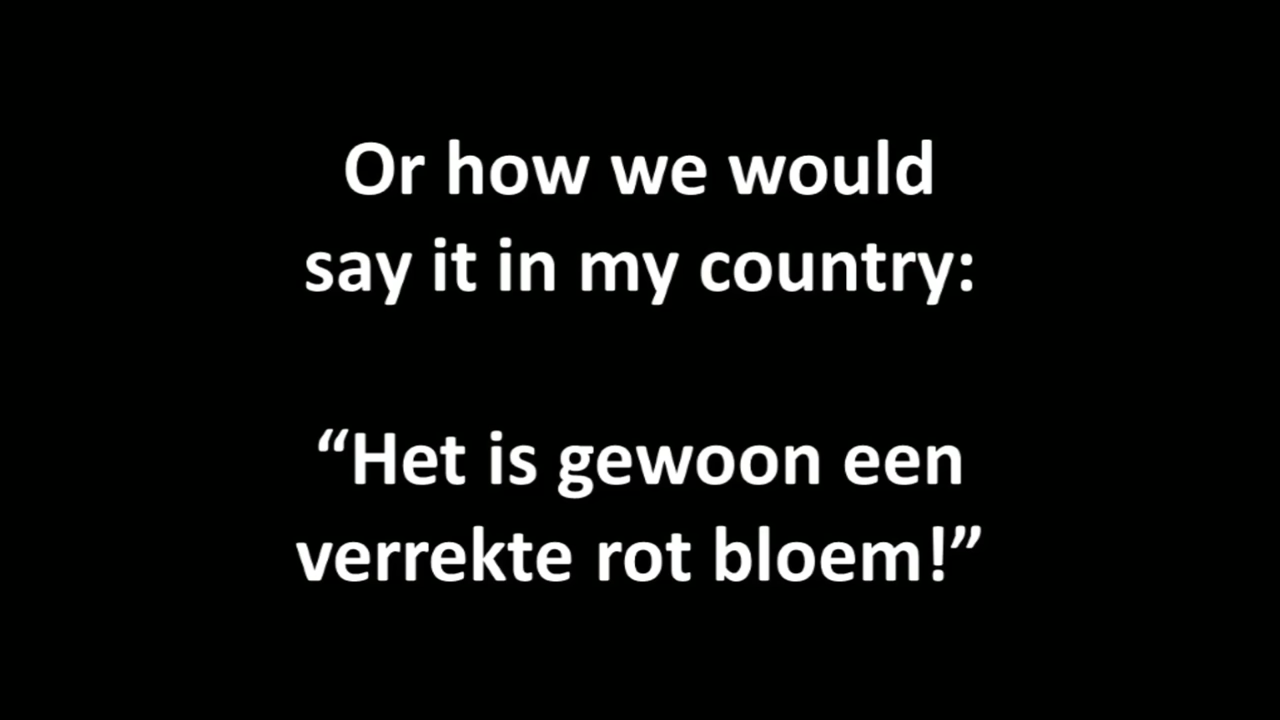 Or how we would
say it in my country:
“Het is gewoon een
verrekte rot bloem!”